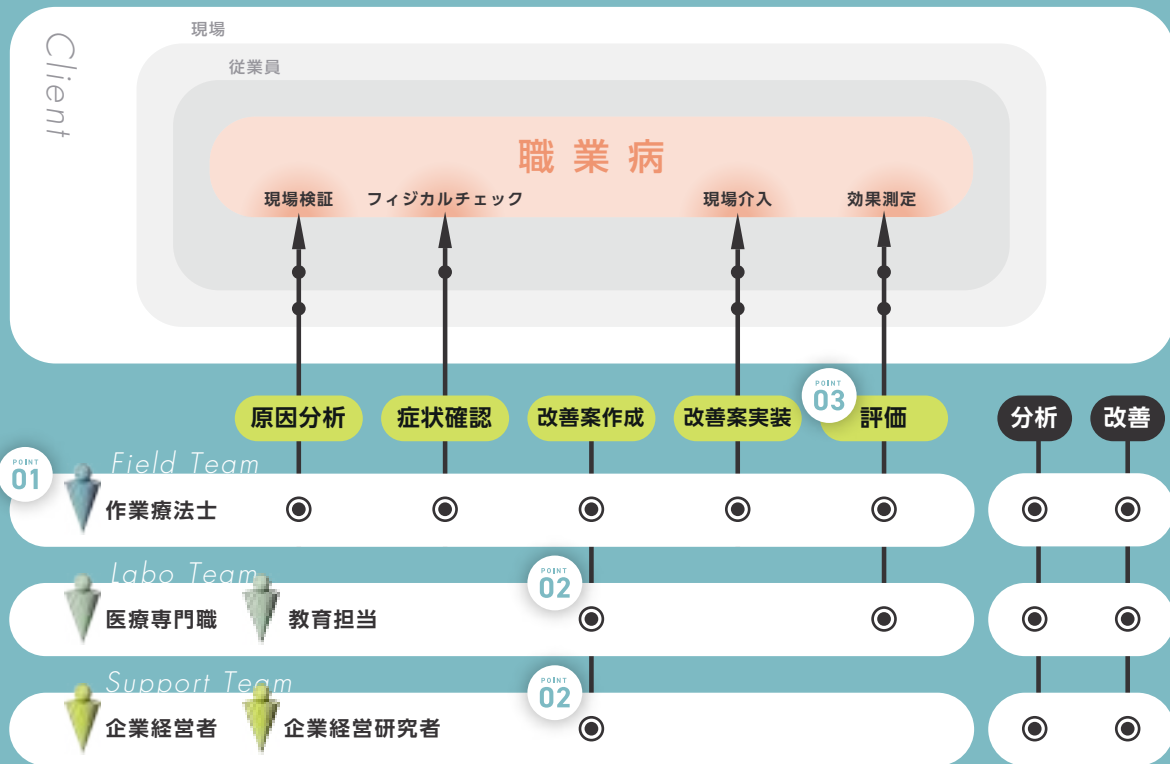 Client
現場
従業員
職業病
現場検証
フィジカルチェック
現場介入
効果測定
POINT
03
原因分析
症状確認
改善案作成
改善案実装
評価
分析
改善
POINT
01
Field Team
作業療法士
Labo Team
POINT
02
医療専門職
教育担当
Support Team
POINT
02
企業経営者
企業経営研究者